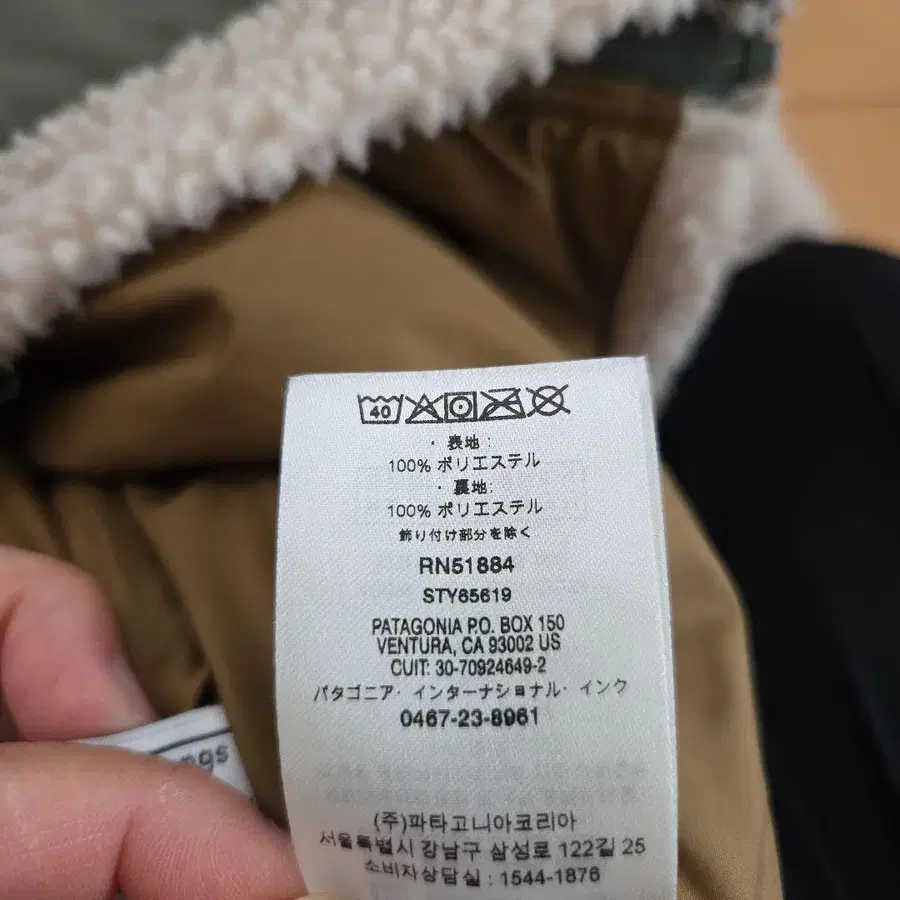 40
・表地:
100% ポリエステル
・裏地:
100% ポリエステル
飾り付け部分を除く
RN51884
STY65619
PATAGONIA P.O. BOX 150
VENTURA, CA 93002 US
CUIT: 30-70924649-2
パタゴニア・インターナショナル・インク
0467-23-8961
ngs
(주)파타고니아코리아
서울특별시 강남구 삼성로 122길 25
소비자상담실 : 1544-1876